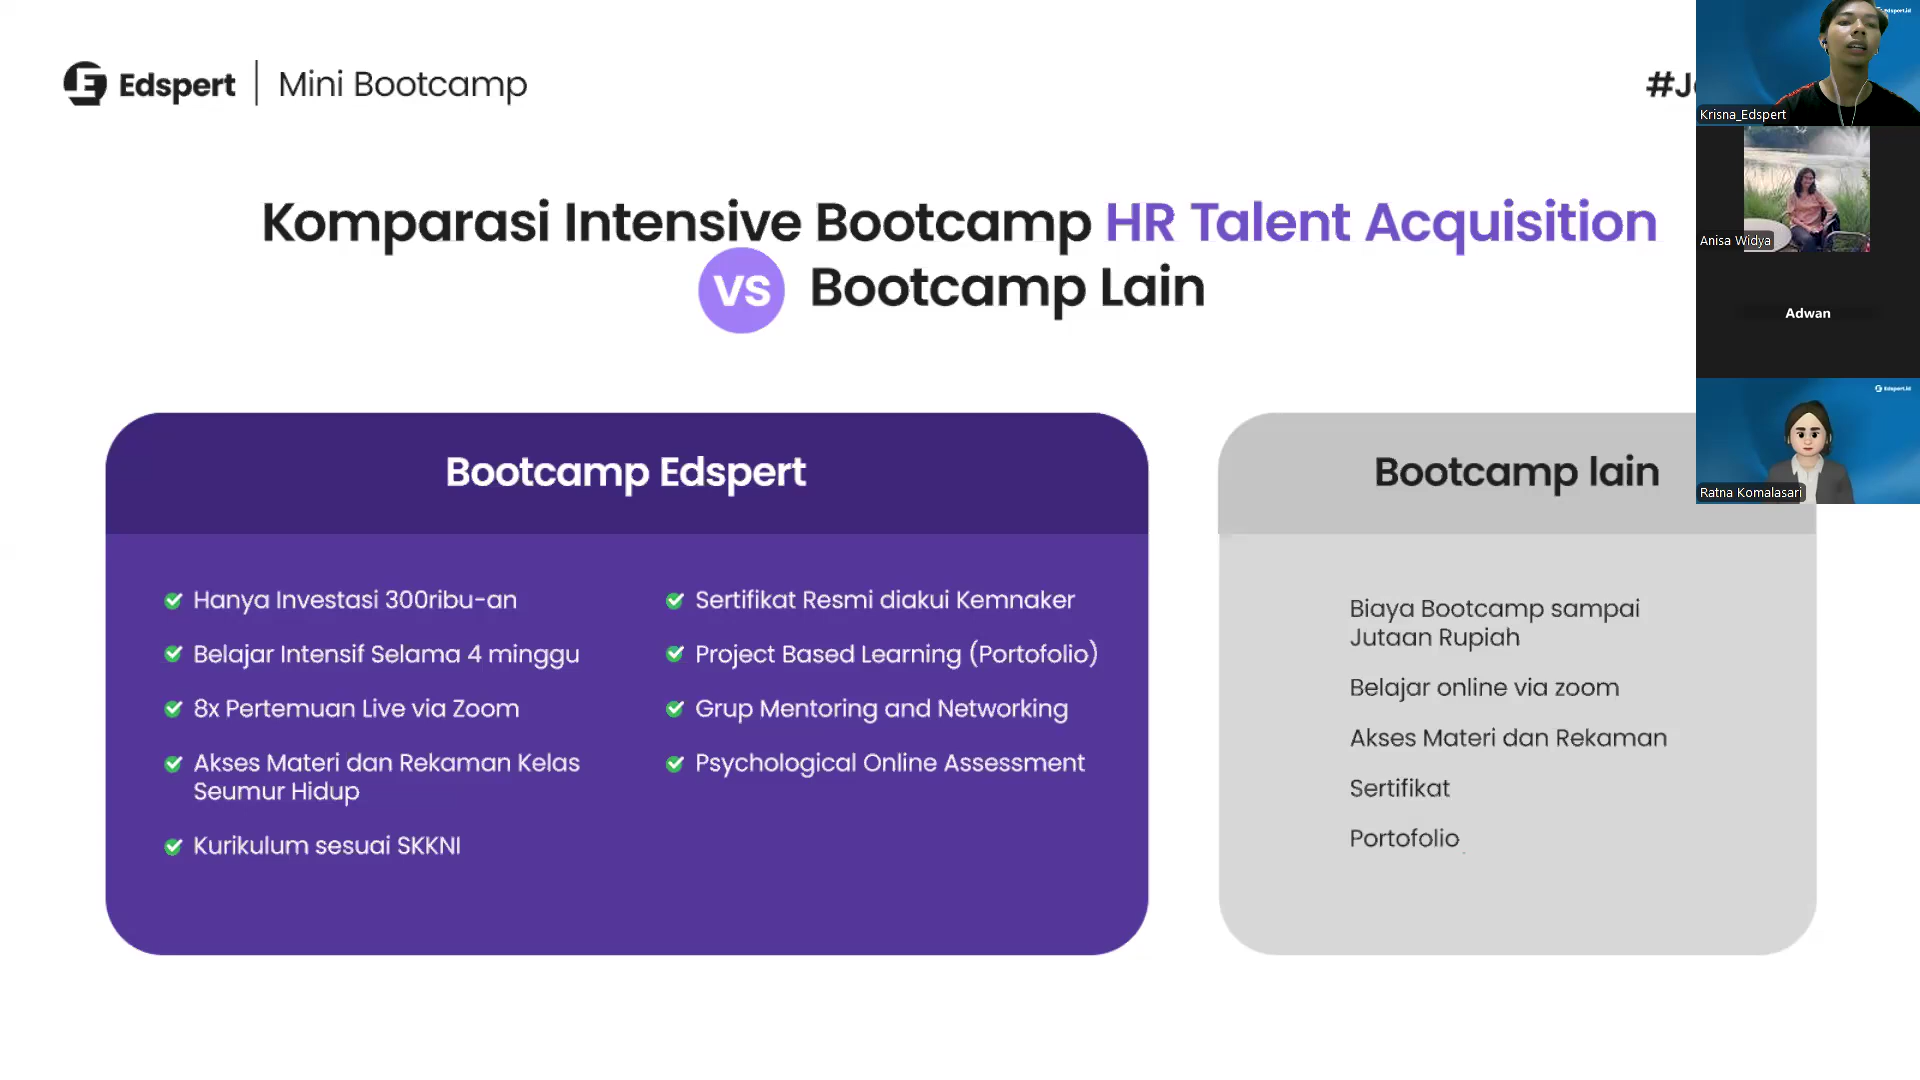 Edspert | Mini Bootcamp
Komparasi Intensive Bootcamp HR Talent Acquisition
VS Bootcamp Lain
Bootcamp Edspert
Hanya Investasi 300ribu-an
Belajar Intensif Selama 4 minggu
8x Pertemuan Live via Zoom
Akses Materi dan Rekaman Kelas
Seumur Hidup
Kurikulum sesuai SKKNI
Sertifikat Resmi diakui Kemnaker
Project Based Learning (Portofolio)
Grup Mentoring and Networking
Psychological Online Assessment
Bootcamp lain
Biaya Bootcamp sampai
Jutaan Rupiah
Belajar online via zoom
Akses Materi dan Rekaman
Sertifikat
Portofolio
Krisna_Edspert
Anisa Widya
Adwan
Edspert.id
Ratna Komalasari